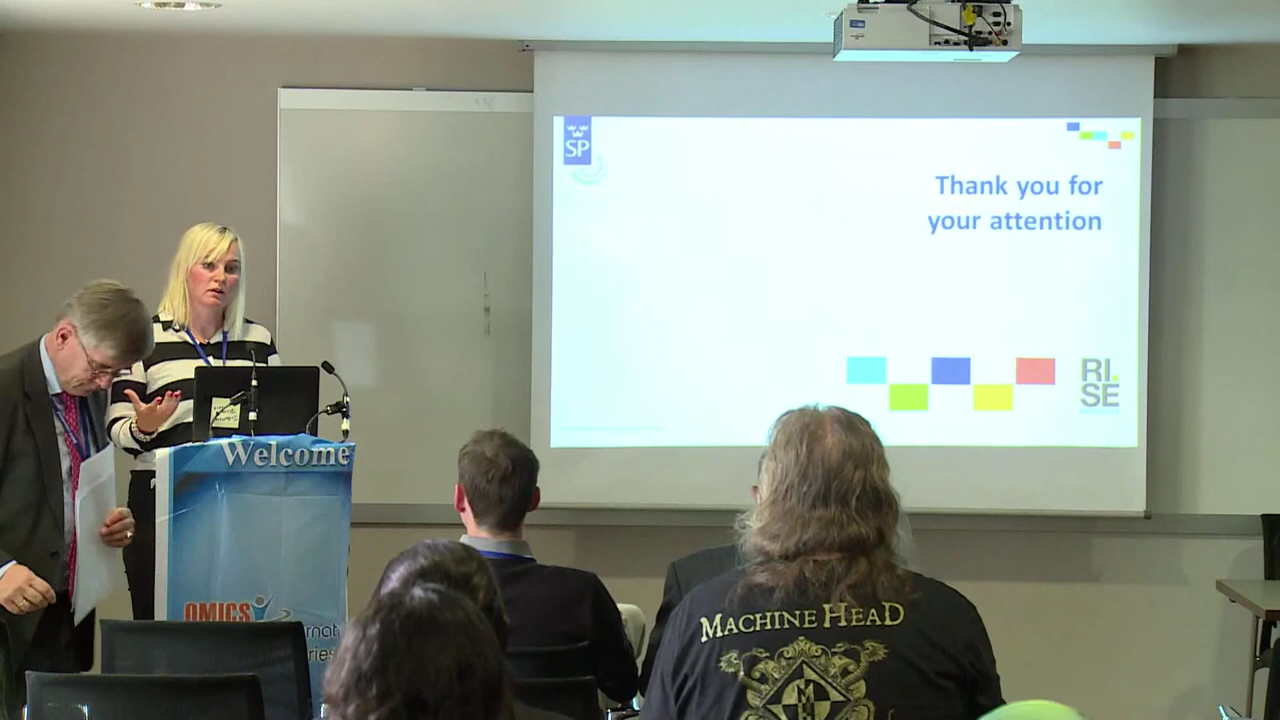 SP
Thank you for
your attention
RI.
SE
Welcome
OMICS
MACHINE HEAD